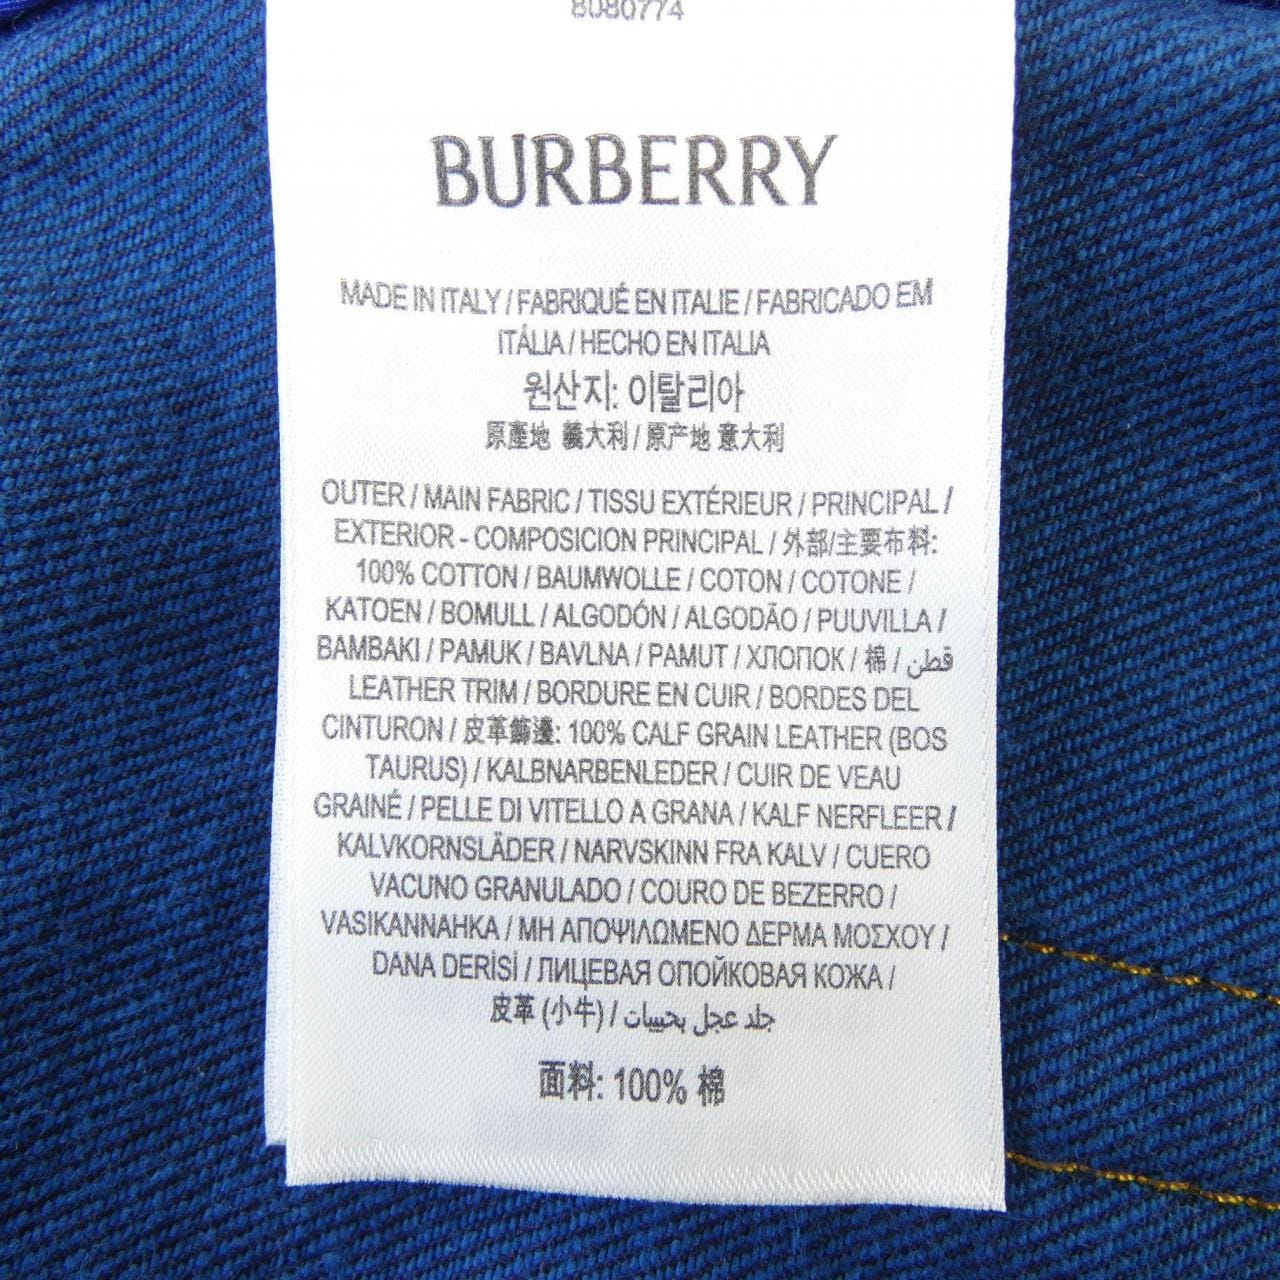 8080774
BURBERRY
MADE IN ITALY / FABRIQUÉ EN ITALIE / FABRICADO EM
ITÁLIA / HECHO EN ITALIA
원산지: 이탈리아
原產地 義大利 / 原产地 意大利
OUTER / MAIN FABRIC / TISSU EXTÉRIEUR / PRINCIPAL /
EXTERIOR - COMPOSICION PRINCIPAL / 外部/主要布料:
100% COTTON / BAUMWOLLE / COTON / COTONE /
KATOEN / BOMULL / ALGODÓN / ALGODÃO / PUUVILLA /
BAMBAKI / PAMUK / BAVLNA / PAMUT / ХЛОПОК / 棉 / قطن
LEATHER TRIM / BORDURE EN CUIR / BORDES DEL
CINTURON / 皮革飾邊: 100% CALF GRAIN LEATHER (BOS
TAURUS) / KALBNARBENLEDER / CUIR DE VEAU
GRAINÉ / PELLE DI VITELLO A GRANA / KALF NERFLEER /
KALVKORNSLÄDER / NARVSKINN FRA KALV / CUERO
VACUNO GRANULADO / COURO DE BEZERRO /
VASIKANNAHKA / ΜΗ ΑΠΟΨΙΛΩΜΕΝΟ ΔΕΡΜΑ ΜΟΣΧΟΥ /
DANA DERİSİ / ЛИЦЕВАЯ ОПОЙКОВАЯ КОЖА /
皮革 (小牛) / جلد عجل بحبيبات
面料: 100% 棉